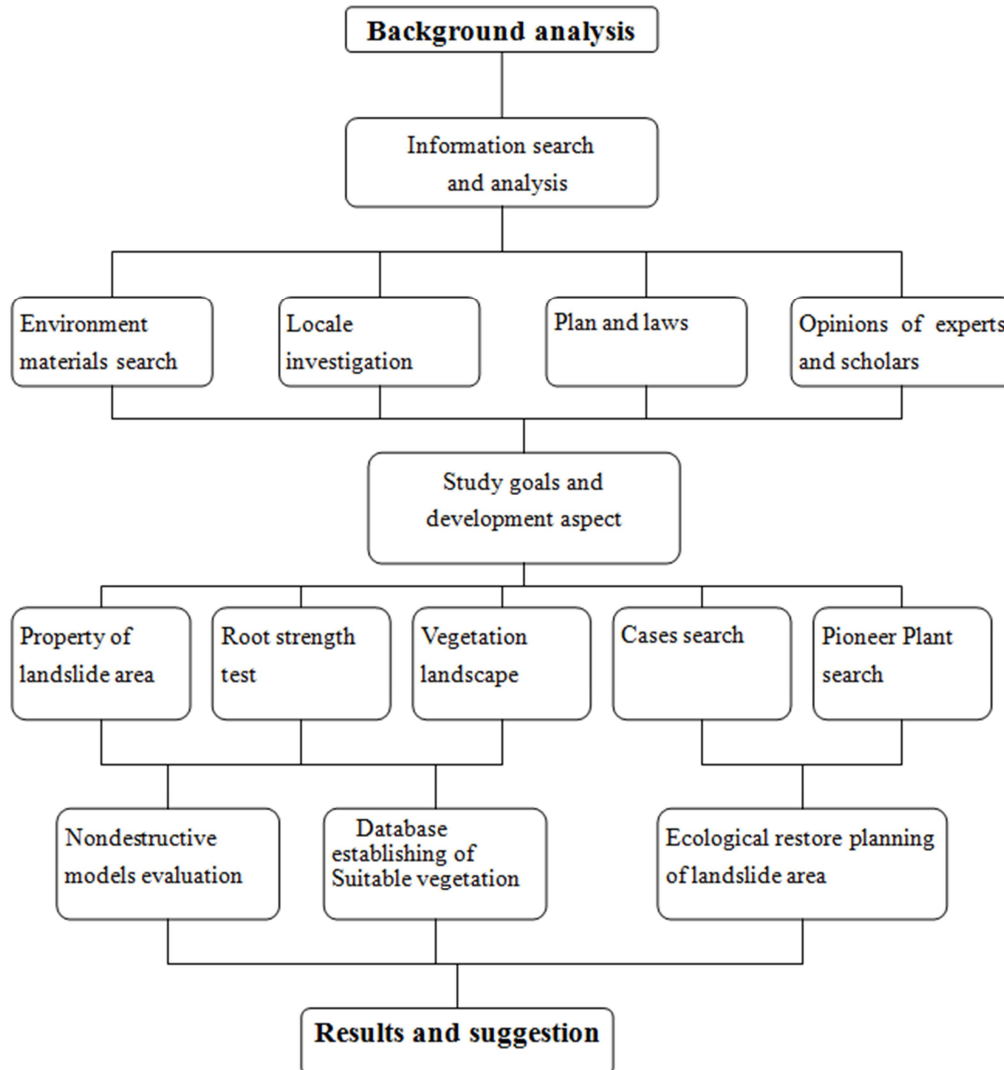 Background analysis
Information search
and analysis
Environment
materials search
Locale
investigation
Plan and laws
Opinions of experts
and scholars
Study goals and
development aspect
Property of
landslide area
Root strength
test
Vegetation
landscape
Cases search
Pioneer Plant
search
Nondestructive
models evaluation
Database
establishing of
Suitable vegetation
Ecological restore planning
of landslide area
Results and suggestion